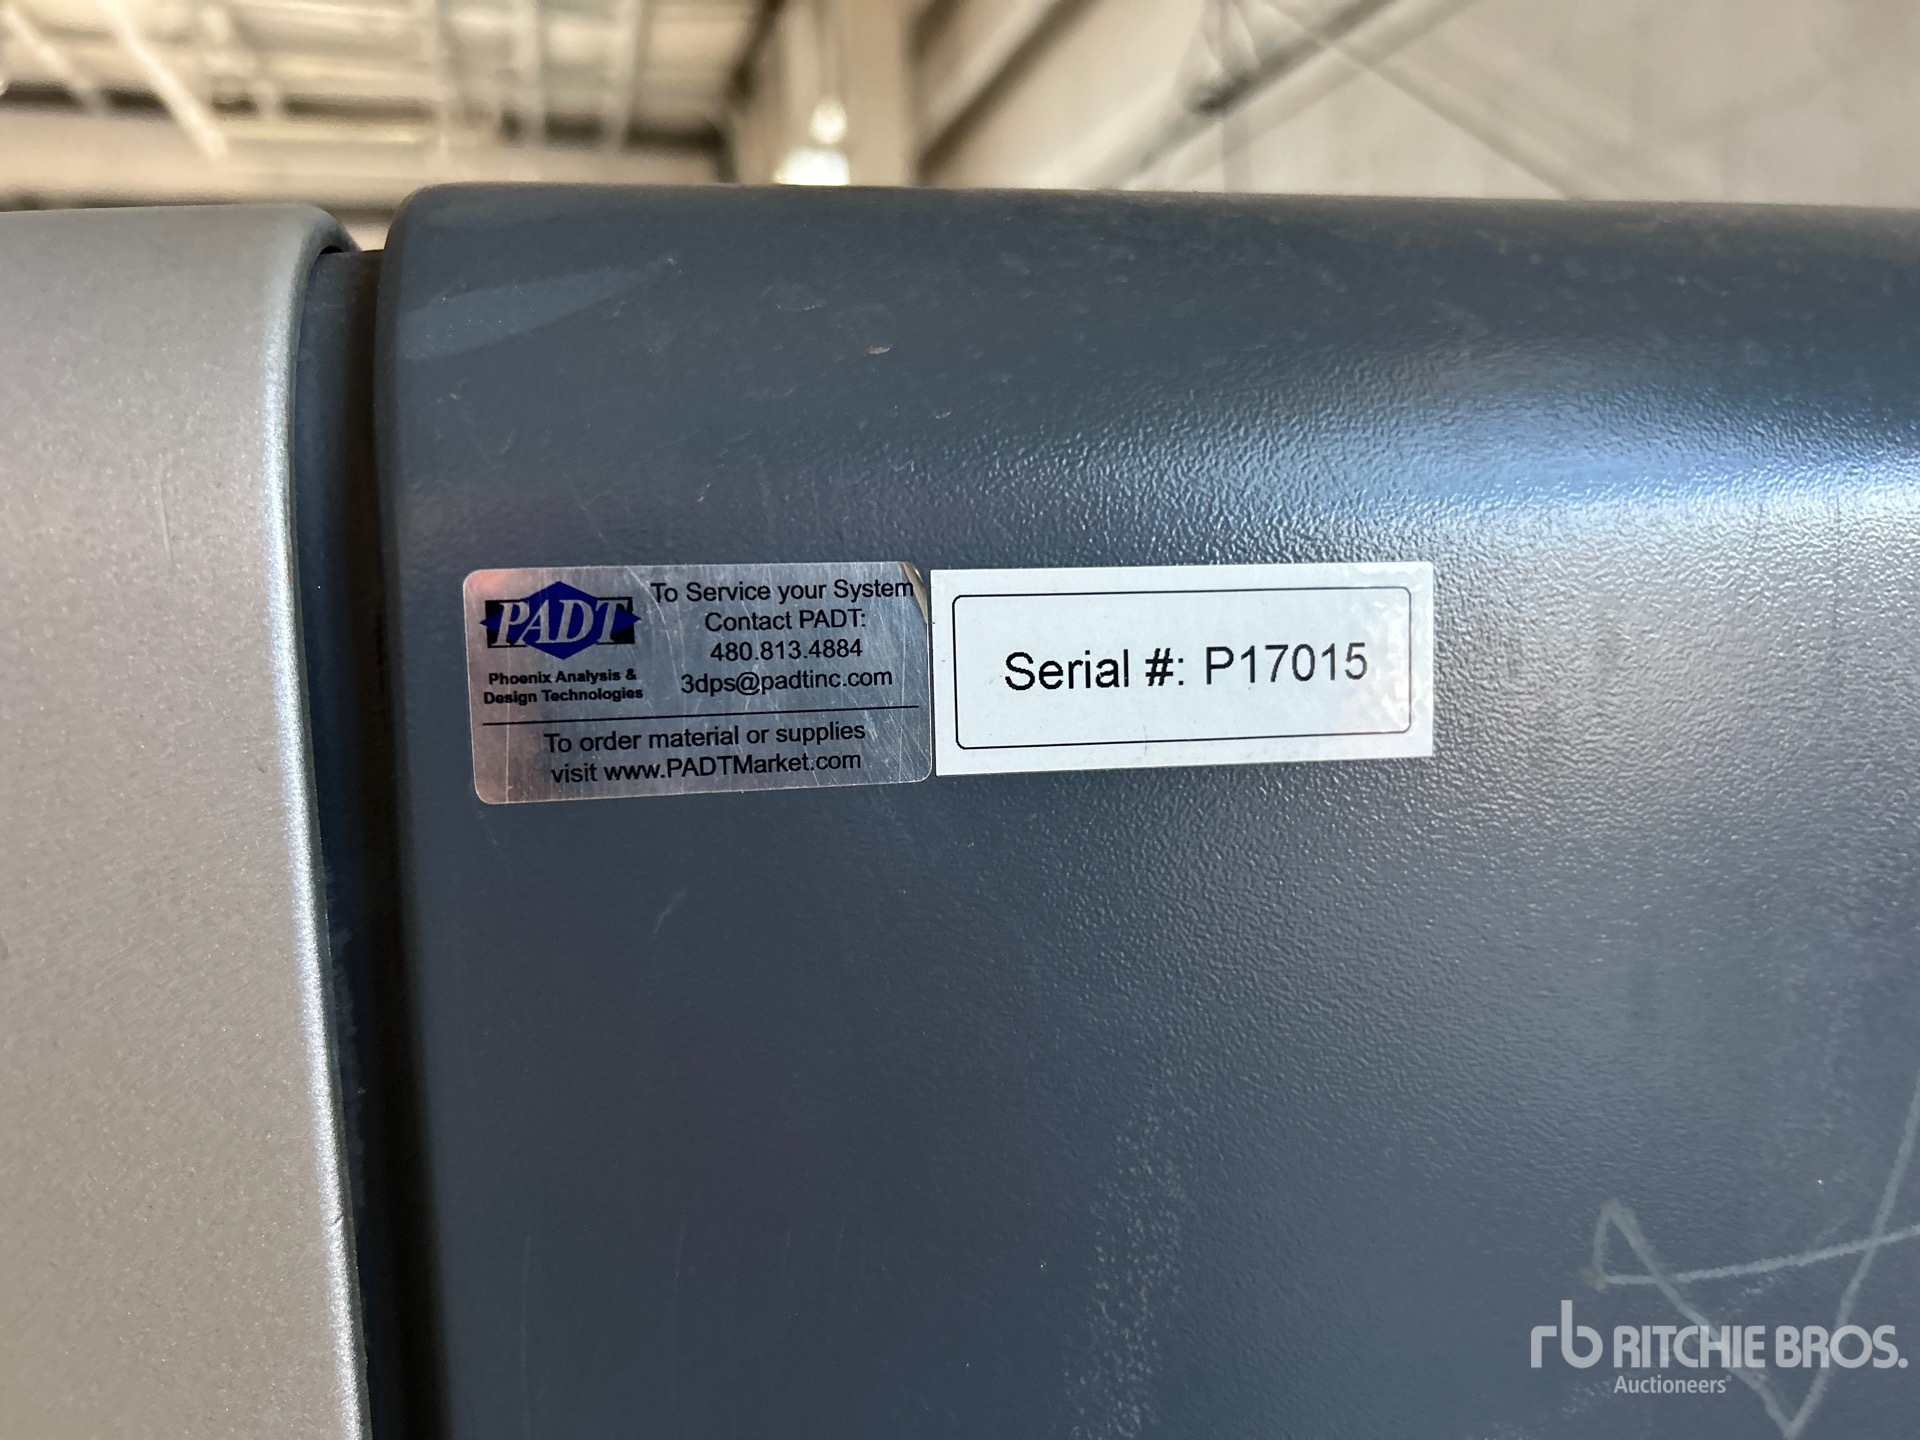 PADT
Phoenix Analysis &
Design Technologies
To Service your System
Contact PADT:
480.813.4884
3dps@padtinc.com
To order material or supplies
visit www.PADTMarket.com
Serial #: P17015
rb RITCHIE BROS.
Auctioneers